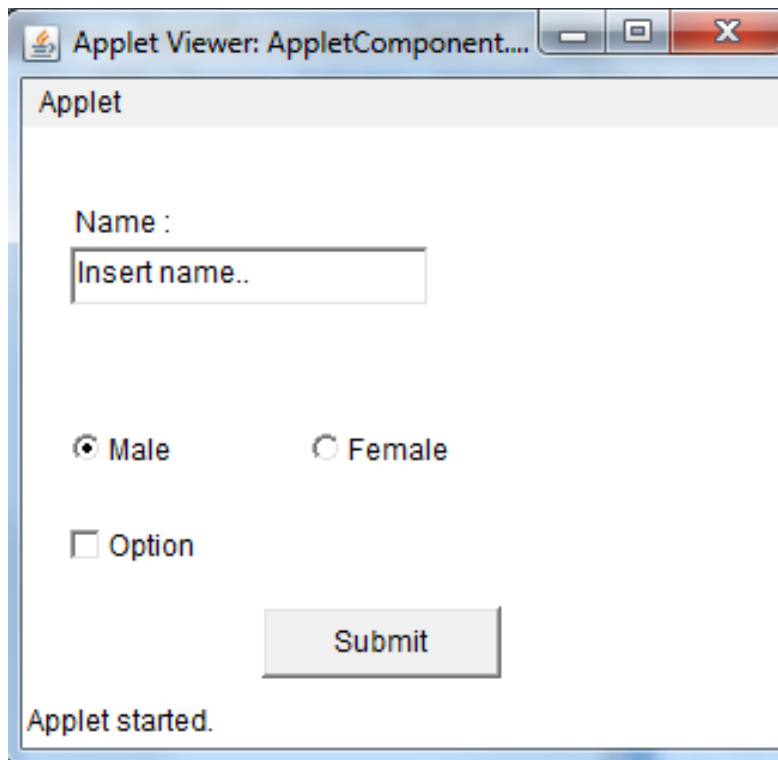 Applet Viewer: AppletComponent....
Applet
Name :
Insert name..
Male Female
Option
Submit
Applet started.